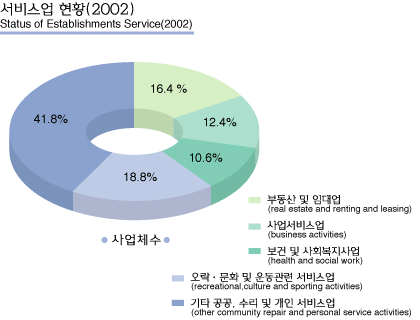 서비스업 현황(2002)
Status of Establishments Service(2002)
16.4 %
41.8%
12.4%
10.6%
18.8%
사업체수
부동산 및 임대업
(real estate and renting and leasing)
사업서비스업
(business activities)
보건 및 사회복지사업
(health and social work)
오락·문화 및 운동관련 서비스업
(recreational,culture and sporting activities)
기타 공공, 수리 및 개인 서비스업
(other community repair and personal service activities)